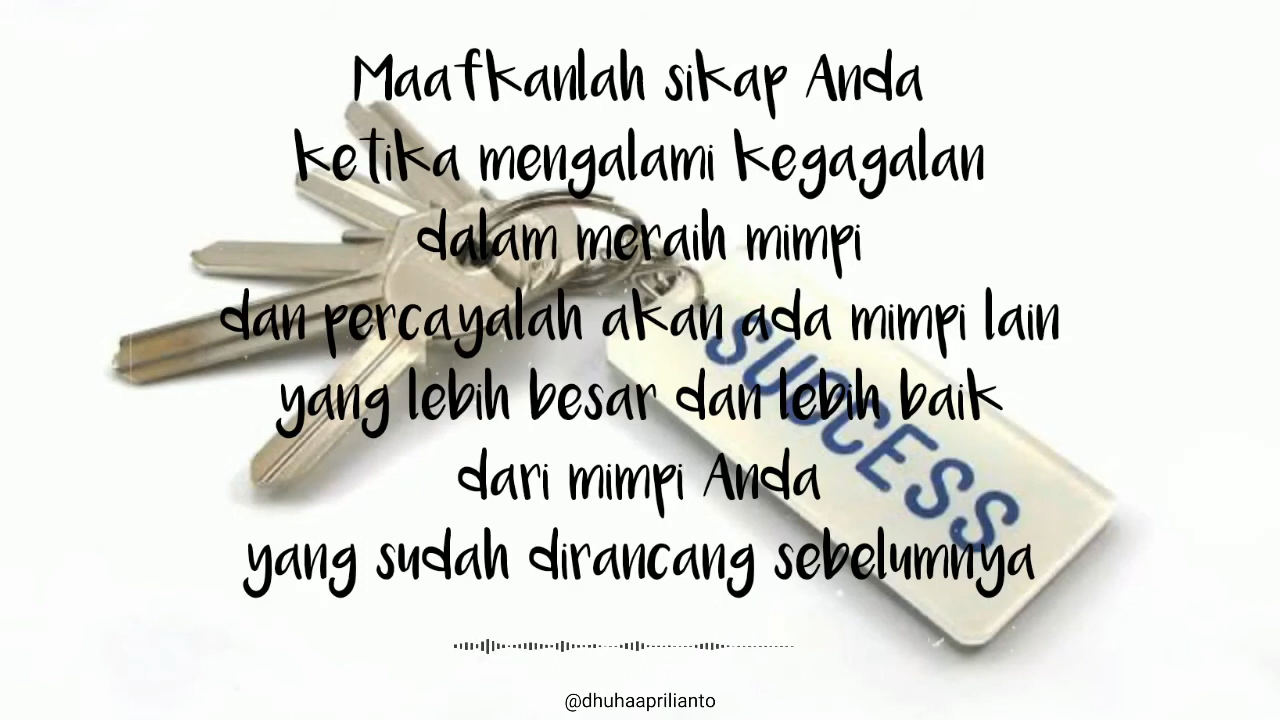 Maafkanlah sikap Anda
ketika mengalami kegagalan
dalam meraih mimpi
dan percayalah akan ada mimpi lain
yang lebih besar dan lebih baik
dari mimpi Anda
yang sudah dirancang sebelumnya
SUCCESS
@dhuhaaprilianto